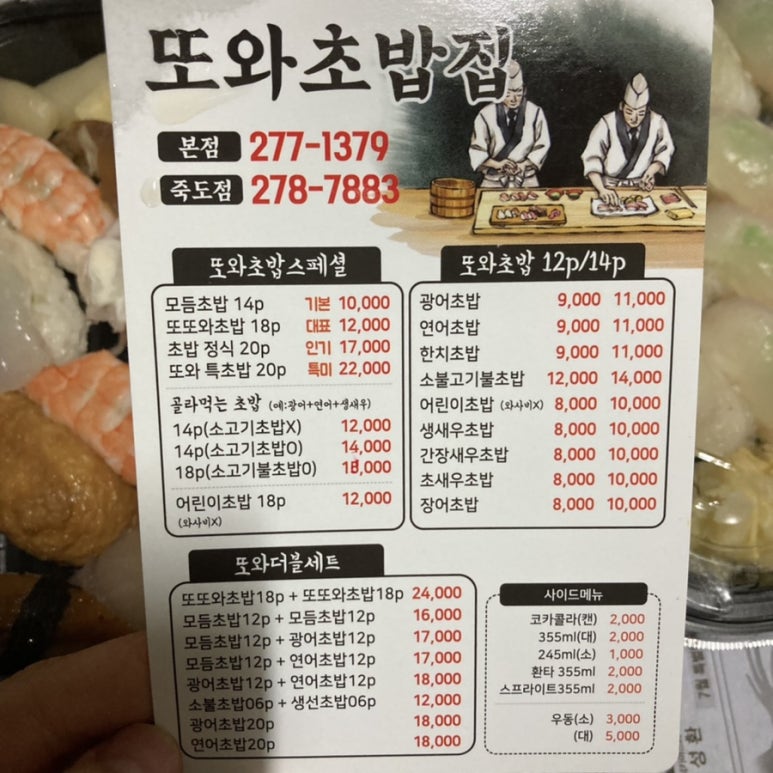 또와초밥집
본점 277-1379
죽도점 278-7883
또와초밥스페셜
모듬초밥 14p 기본 10,000
또또와초밥 18p 대표 12,000
초밥 정식 20p 인기 17,000
또와 특초밥 20p 특미 22,000
골라먹는 초밥 (예:광어+연어+생새우)
14p(소고기초밥X) 12,000
14p(소고기초밥O) 14,000
18p(소고기불초밥O) 18,000
어린이초밥 18p 12,000
(와사비X)
또와초밥 12p/14p
광어초밥 9,000 11,000
연어초밥 9,000 11,000
한치초밥 9,000 11,000
소불고기불초밥 12,000 14,000
어린이초밥 (와사비X) 8,000 10,000
생새우초밥 8,000 10,000
간장새우초밥 8,000 10,000
초새우초밥 8,000 10,000
장어초밥 8,000 10,000
또와더블세트
또또와초밥18p + 또또와초밥18p 24,000
모듬초밥12p + 모듬초밥12p 16,000
모듬초밥12p + 광어초밥12p 17,000
모듬초밥12p + 연어초밥12p 17,000
광어초밥12p + 연어초밥12p 18,000
소불초밥06p + 생선초밥06p 12,000
광어초밥20p 18,000
연어초밥20p 18,000
사이드메뉴
코카콜라(캔) 2,000
355ml(대) 2,000
245ml(소) 1,000
환타 355ml 2,000
스프라이트355ml 2,000
우동(소) 3,000
(대) 5,000